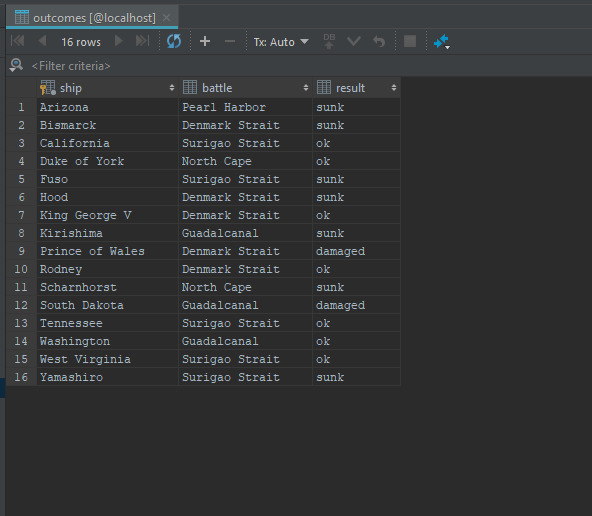 outcomes [@localhost]
16 rows Tx: Auto DB
<Filter criteria>
ship battle result
1 Arizona Pearl Harbor sunk
2 Bismarck Denmark Strait sunk
3 California Surigao Strait ok
4 Duke of York North Cape ok
5 Fuso Surigao Strait sunk
6 Hood Denmark Strait sunk
7 King George V Denmark Strait ok
8 Kirishima Guadalcanal sunk
9 Prince of Wales Denmark Strait damaged
10 Rodney Denmark Strait ok
11 Scharnhorst North Cape sunk
12 South Dakota Guadalcanal damaged
13 Tennessee Surigao Strait ok
14 Washington Guadalcanal ok
15 West Virginia Surigao Strait ok
16 Yamashiro Surigao Strait sunk